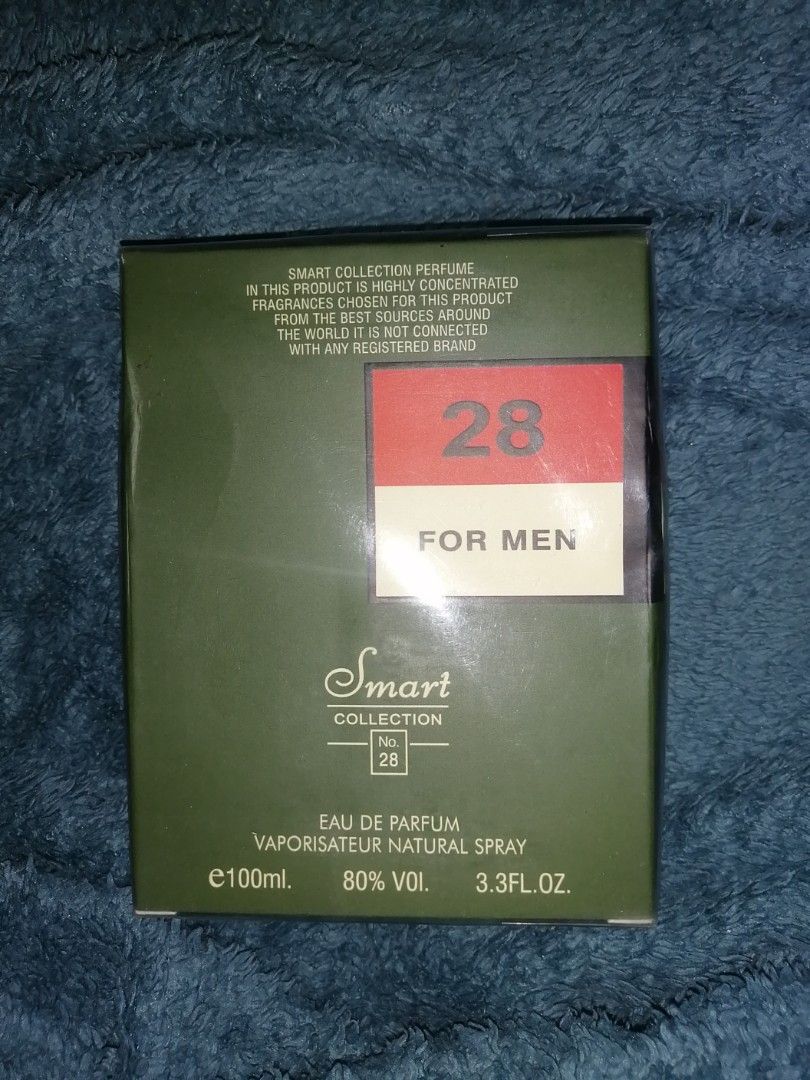 SMART COLLECTION PERFUME
IN THIS PRODUCT IS HIGHLY CONCENTRATED
FRAGRANCES CHOSEN FOR THIS PRODUCT
FROM THE BEST SOURCES AROUND
THE WORLD IT IS NOT CONNECTED
WITH ANY REGISTERED BRAND
28
FOR MEN
Smart
COLLECTION
No.
28
EAU DE PARFUM
VAPORISATEUR NATURAL SPRAY
e100ml. 80% V0l. 3.3FL.OZ.